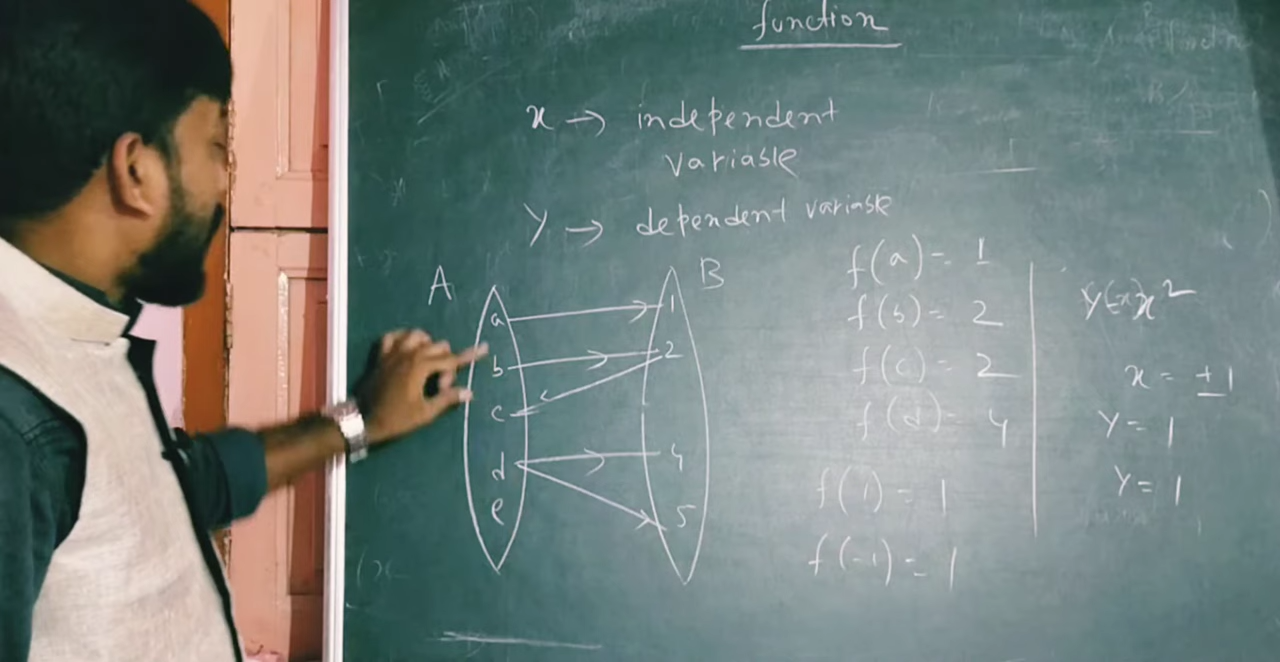 function
x → independent
variable
y → dependent variable
A
B
a
b
c
d
e
1
2
4
5
f(a) = 1
f(b) = 2
f(c) = 2
f(d) = 4
f(1) = 1
f(-1) = 1
x = ±1
y = 1
y = 1